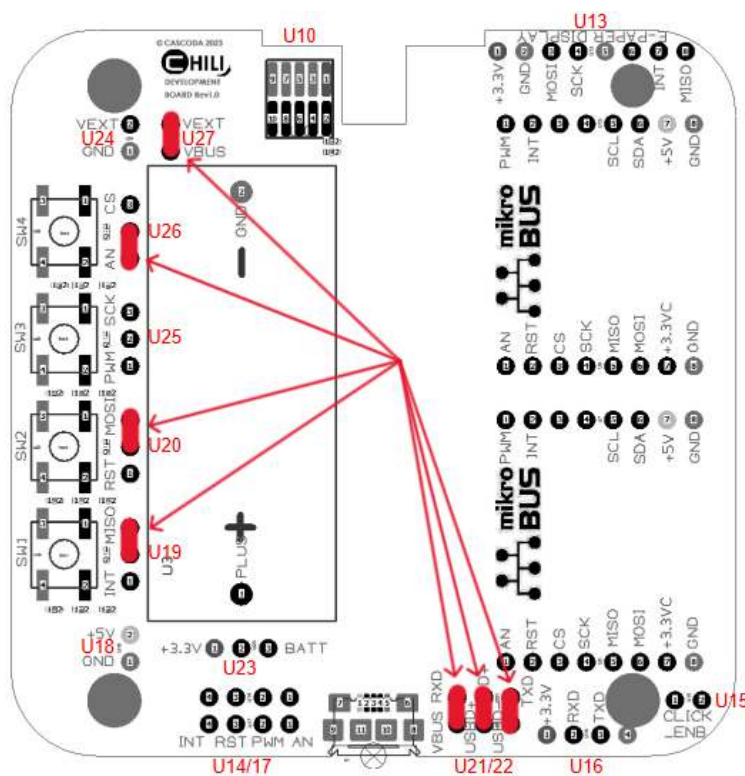 U13
U10
© CASCODA 2023
CHILI
DEVELOPMENT
BOARD Rev1.0
E-PAPER DISPLAY
+3.3V
GND
MOSI
SCK
INT
MISO
VEXT
U24
GND
VEXT
U27
VBUS
PWM
INT
SCL
SDA
+5V
GND
SW4
CS
U26
AN
GND
mikro
BUS
SW3
SCK
U25
PWM
AN
RST
CS
SCK
MISO
MOSI
+3.3VC
GND
SW2
MOSI
U20
RST
PWM
INT
SCL
SDA
+5V
GND
mikro
BUS
SW1
MISO
U19
INT
U3
PLUS
+5V
U18
GND
+3.3V
BATT
U23
AN
RST
CS
SCK
MISO
MOSI
+3.3VC
GND
INT RST PWM AN
U14/17
VBUS RXD
USBD+
USBD-
TXD
U21/22
+3.3V
RXD
TXD
U16
CLICK
_ENB
U15